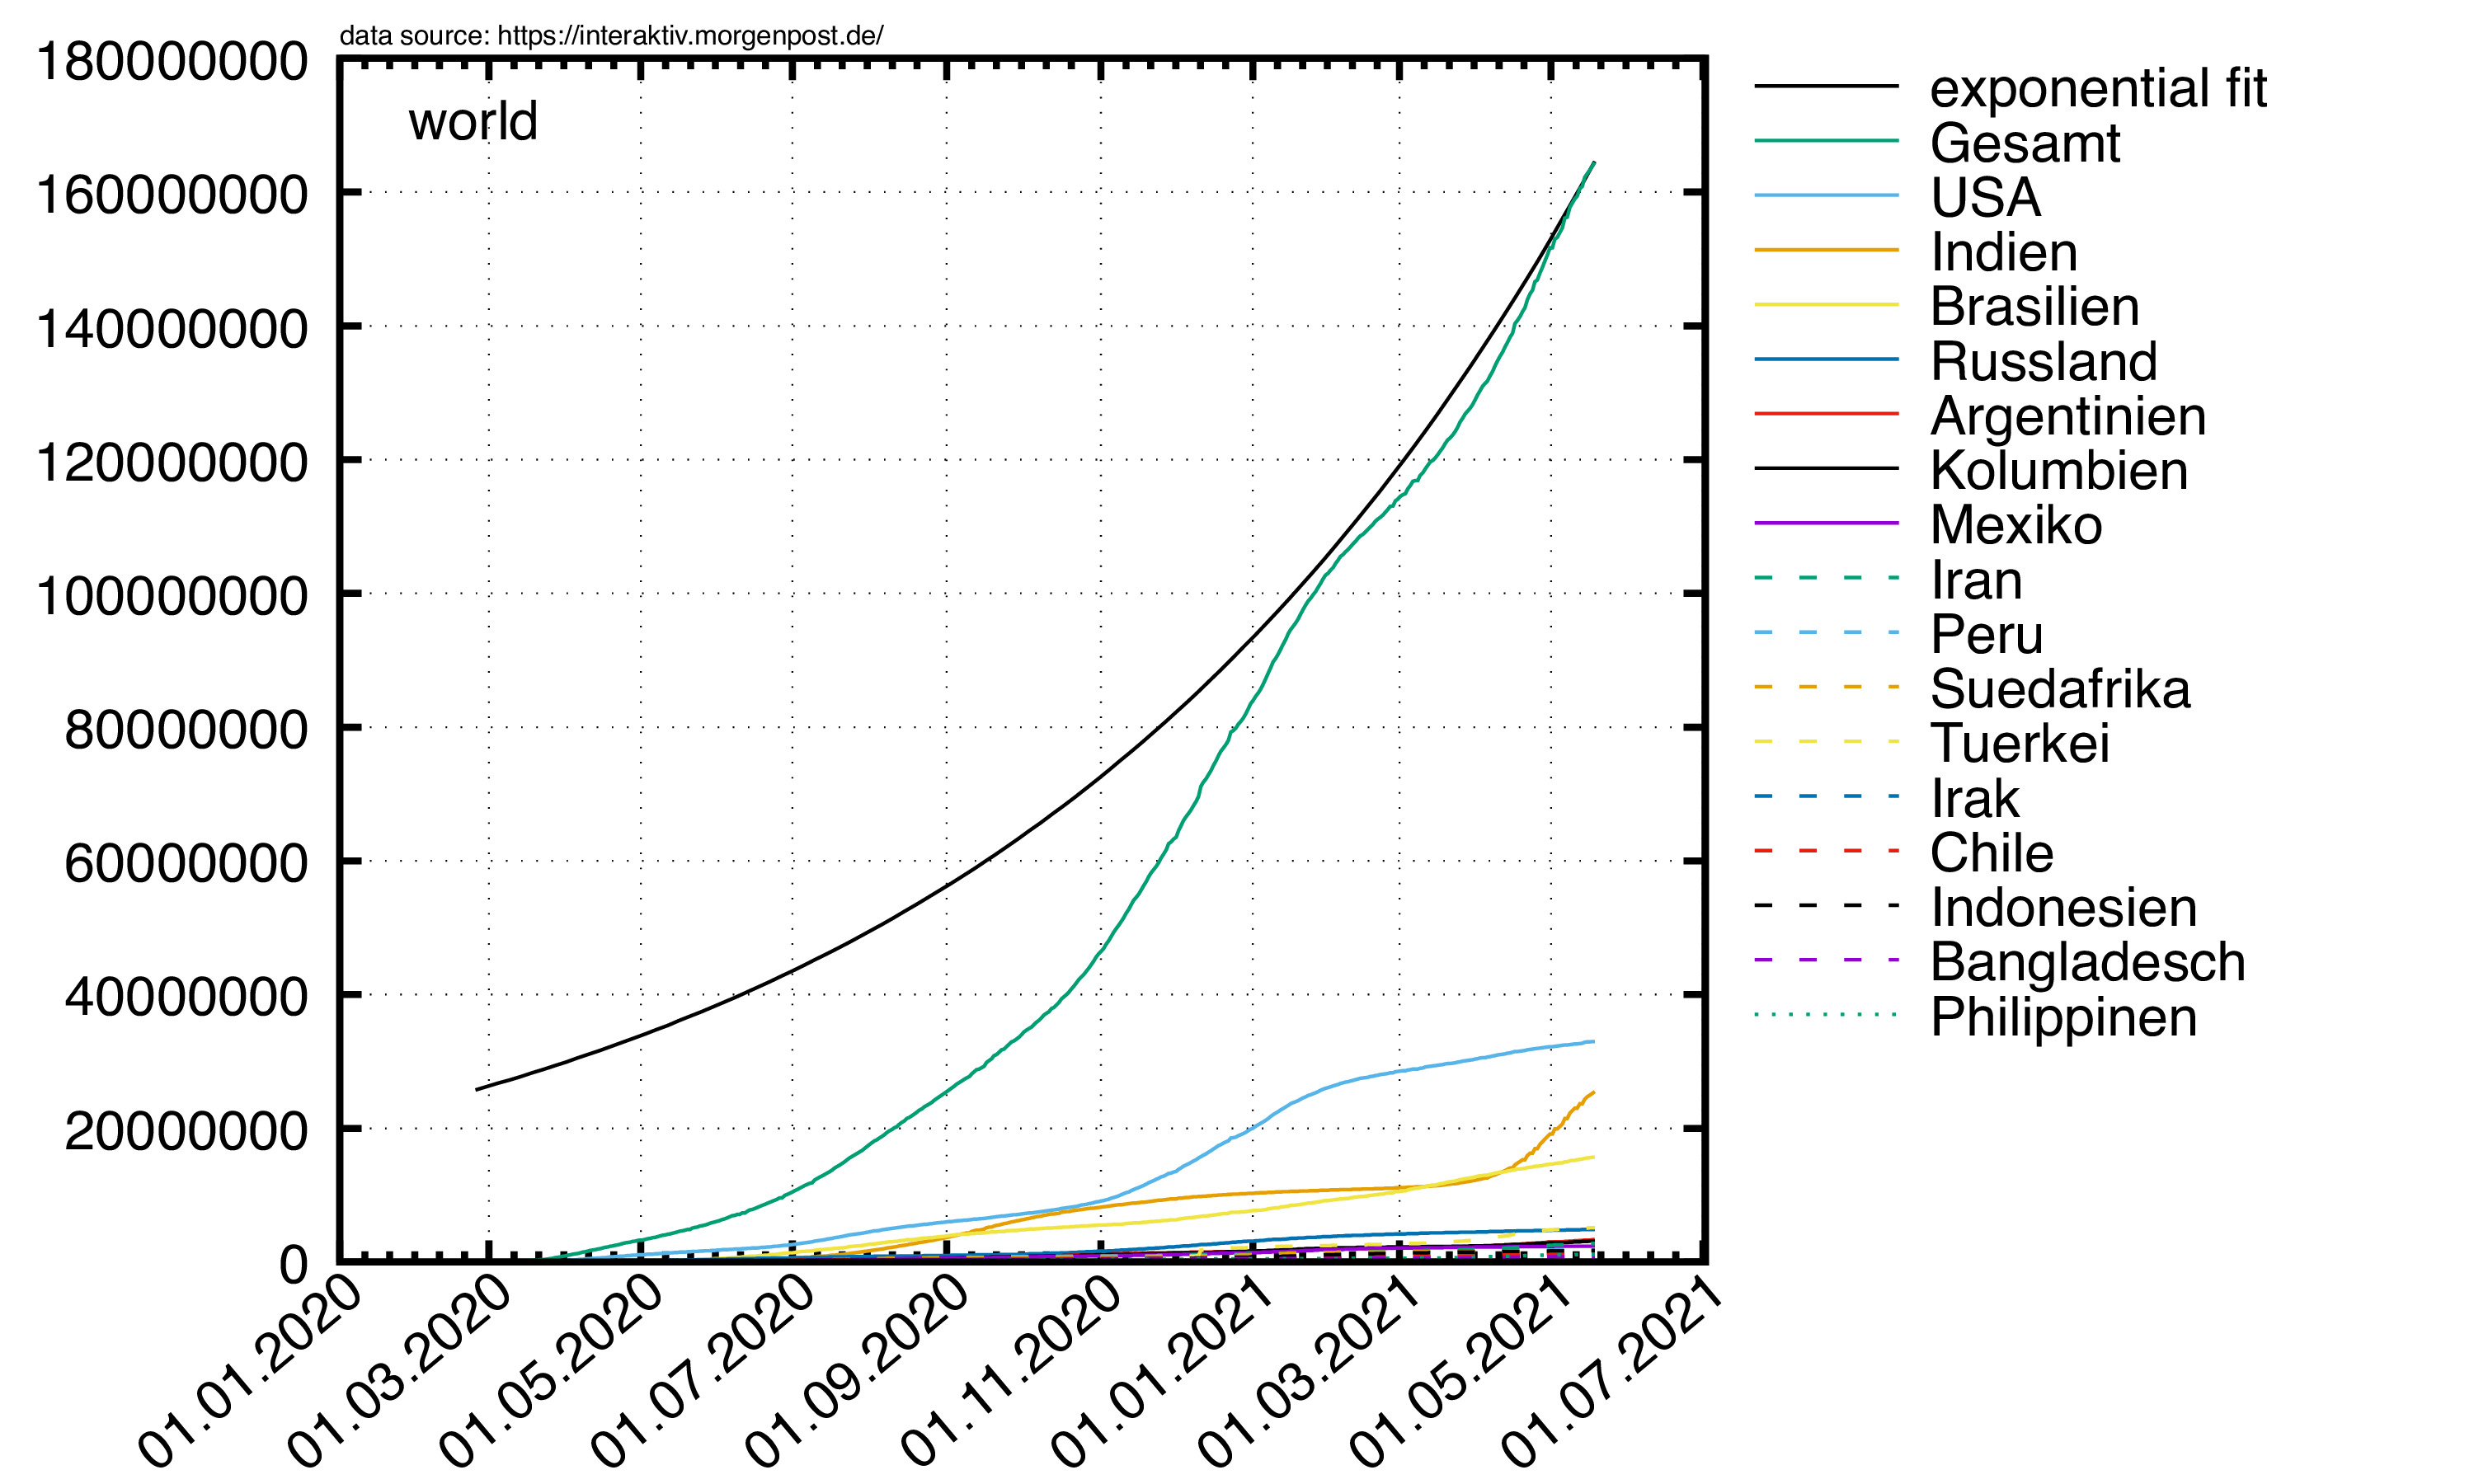 data source: https://interaktiv.morgenpost.de/
180000000
160000000
140000000
120000000
100000000
80000000
60000000
40000000
20000000
0
world
01.01.2020
01.03.2020
01.05.2020
01.07.2020
01.09.2020
01.11.2020
01.01.2021
01.03.2021
01.05.2021
01.07.2021
exponential fit
Gesamt
USA
Indien
Brasilien
Russland
Argentinien
Kolumbien
Mexiko
Iran
Peru
Suedafrika
Tuerkei
Irak
Chile
Indonesien
Bangladesch
Philippinen